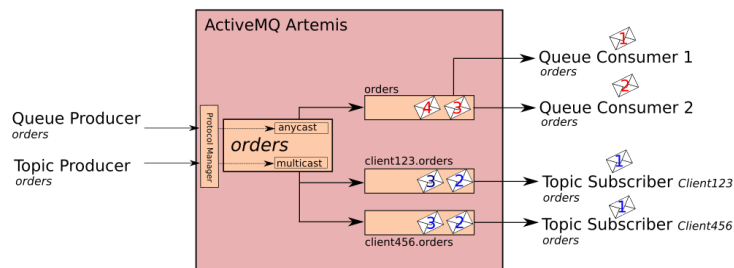 ActiveMQ Artemis
1
Queue Consumer 1
orders
orders
4 3
2
Queue Consumer 2
orders
Queue Producer
orders
Protocol Manager
anycast
orders
multicast
Topic Producer
orders
client123.orders
3 2
1
Topic Subscriber Client123
orders
3 2
client456.orders
1
Topic Subscriber Client456
orders